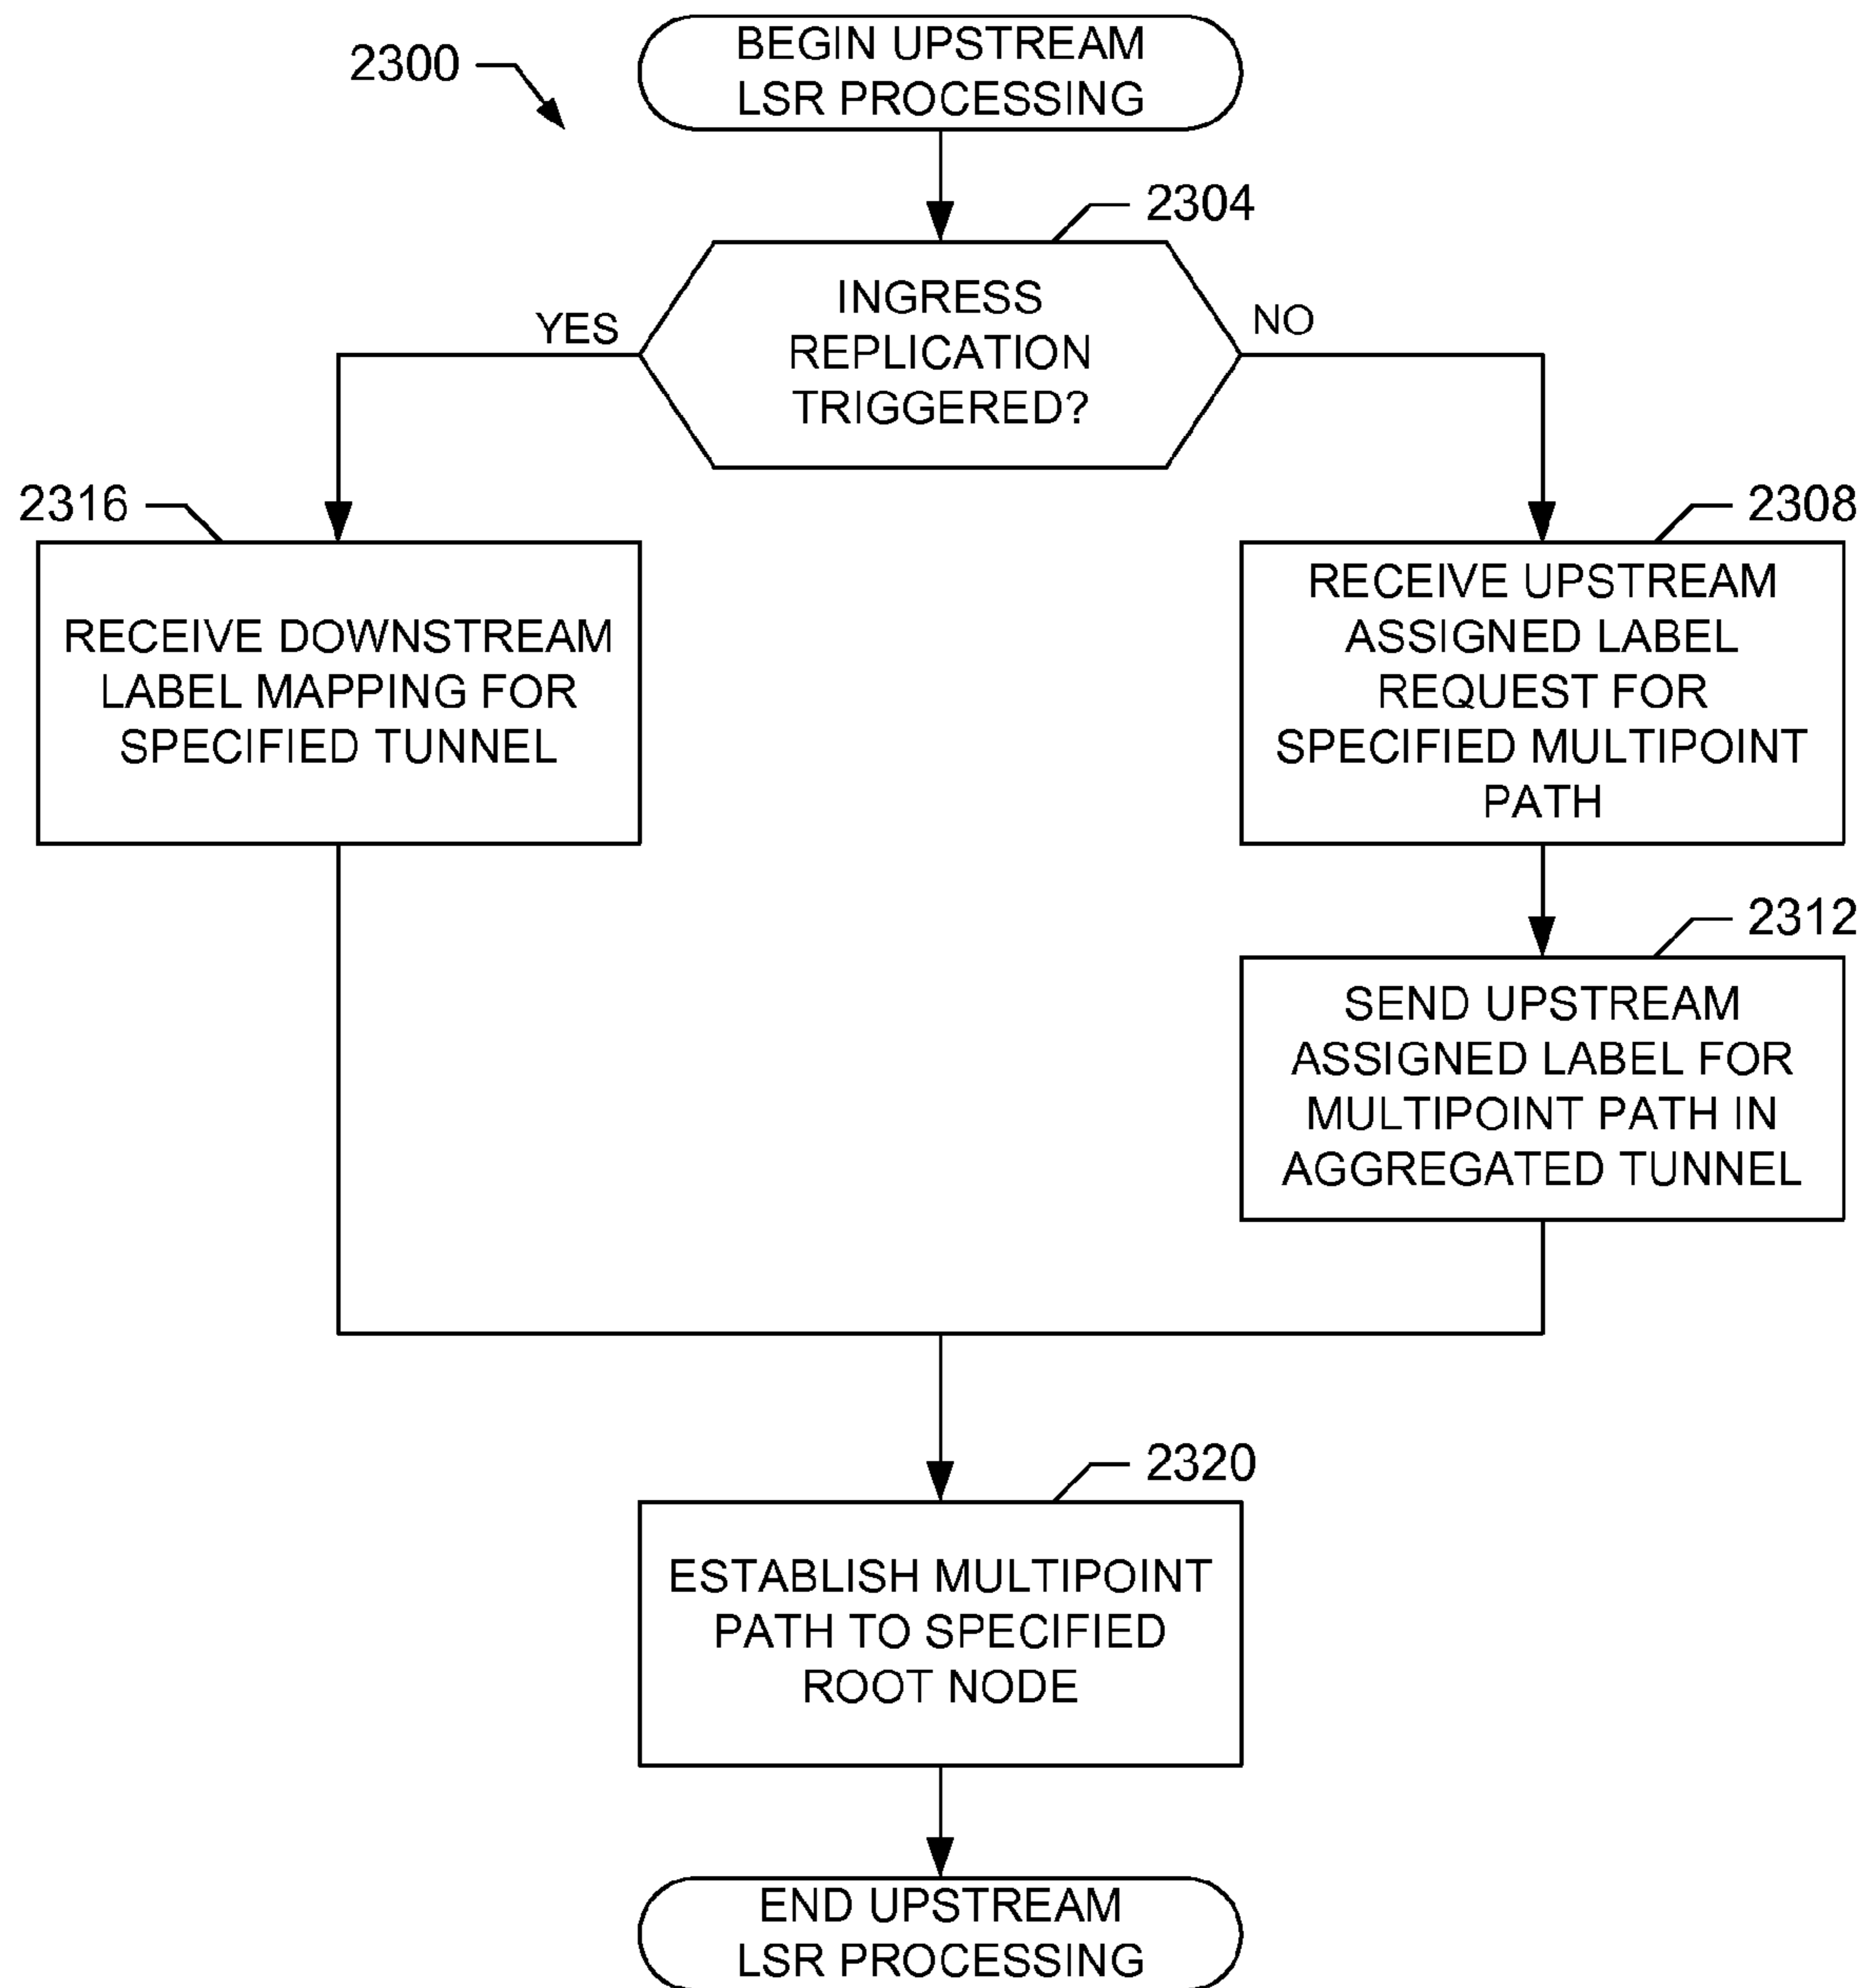 2300
BEGIN UPSTREAM
LSR PROCESSING
2304
INGRESS
REPLICATION
TRIGGERED?
YES
NO
2316
RECEIVE DOWNSTREAM
LABEL MAPPING FOR
SPECIFIED TUNNEL
2308
RECEIVE UPSTREAM
ASSIGNED LABEL
REQUEST FOR
SPECIFIED MULTIPOINT
PATH
2312
SEND UPSTREAM
ASSIGNED LABEL FOR
MULTIPOINT PATH IN
AGGREGATED TUNNEL
2320
ESTABLISH MULTIPOINT
PATH TO SPECIFIED
ROOT NODE
END UPSTREAM
LSR PROCESSING